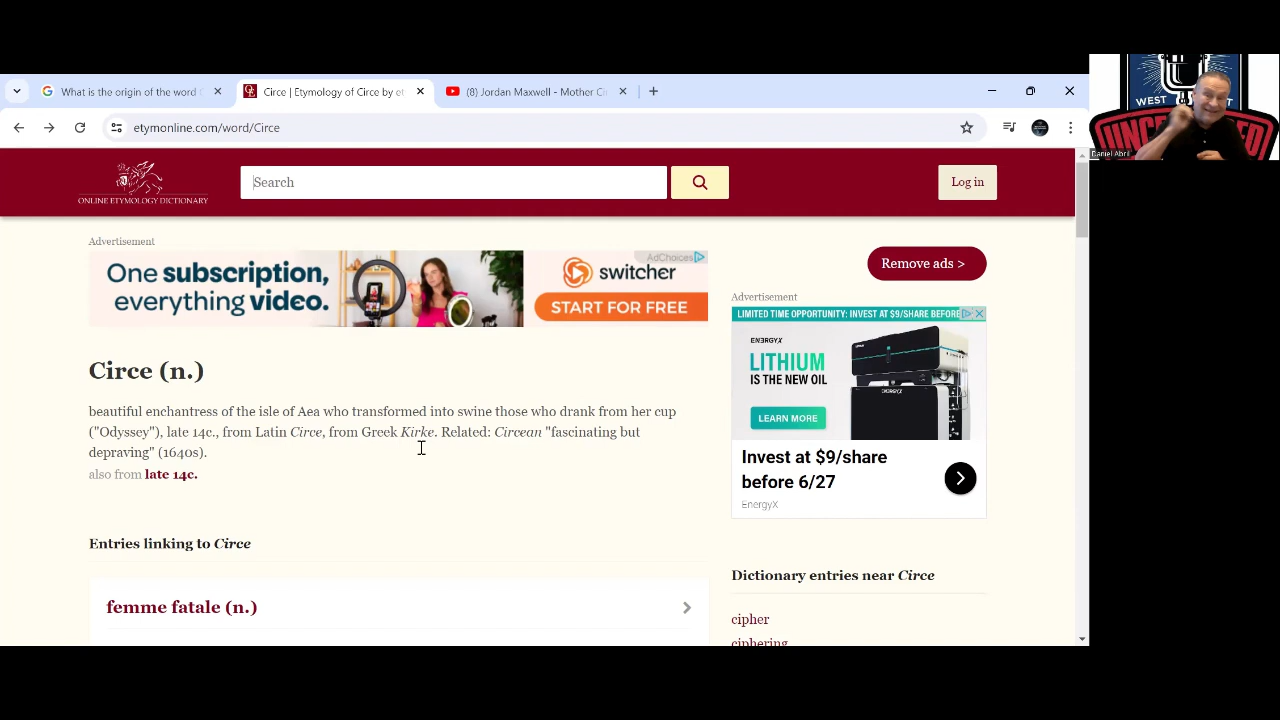 What is the origin of the word C
Circe | Etymology of Circe by et
(8) Jordan Maxwell - Mother Ci
etymonline.com/word/Circe
WEST
UNCENSORED
Daniel Abril
ONLINE ETYMOLOGY DICTIONARY
Search
Log in
Advertisement
One subscription,
everything video.
AdChoices
switcher
START FOR FREE
Remove ads >
Advertisement
LIMITED TIME OPPORTUNITY: INVEST AT $9/SHARE BEFORE
ENERGYX
LITHIUM
IS THE NEW OIL
LEARN MORE
Invest at $9/share
before 6/27
EnergyX
Circe (n.)
beautiful enchantress of the isle of Aea who transformed into swine those who drank from her cup
("Odyssey"), late 14c., from Latin Circe, from Greek Kirke. Related: Circean "fascinating but
depraving" (1640s).
also from late 14c.
Entries linking to Circe
femme fatale (n.)
Dictionary entries near Circe
cipher
ciphering